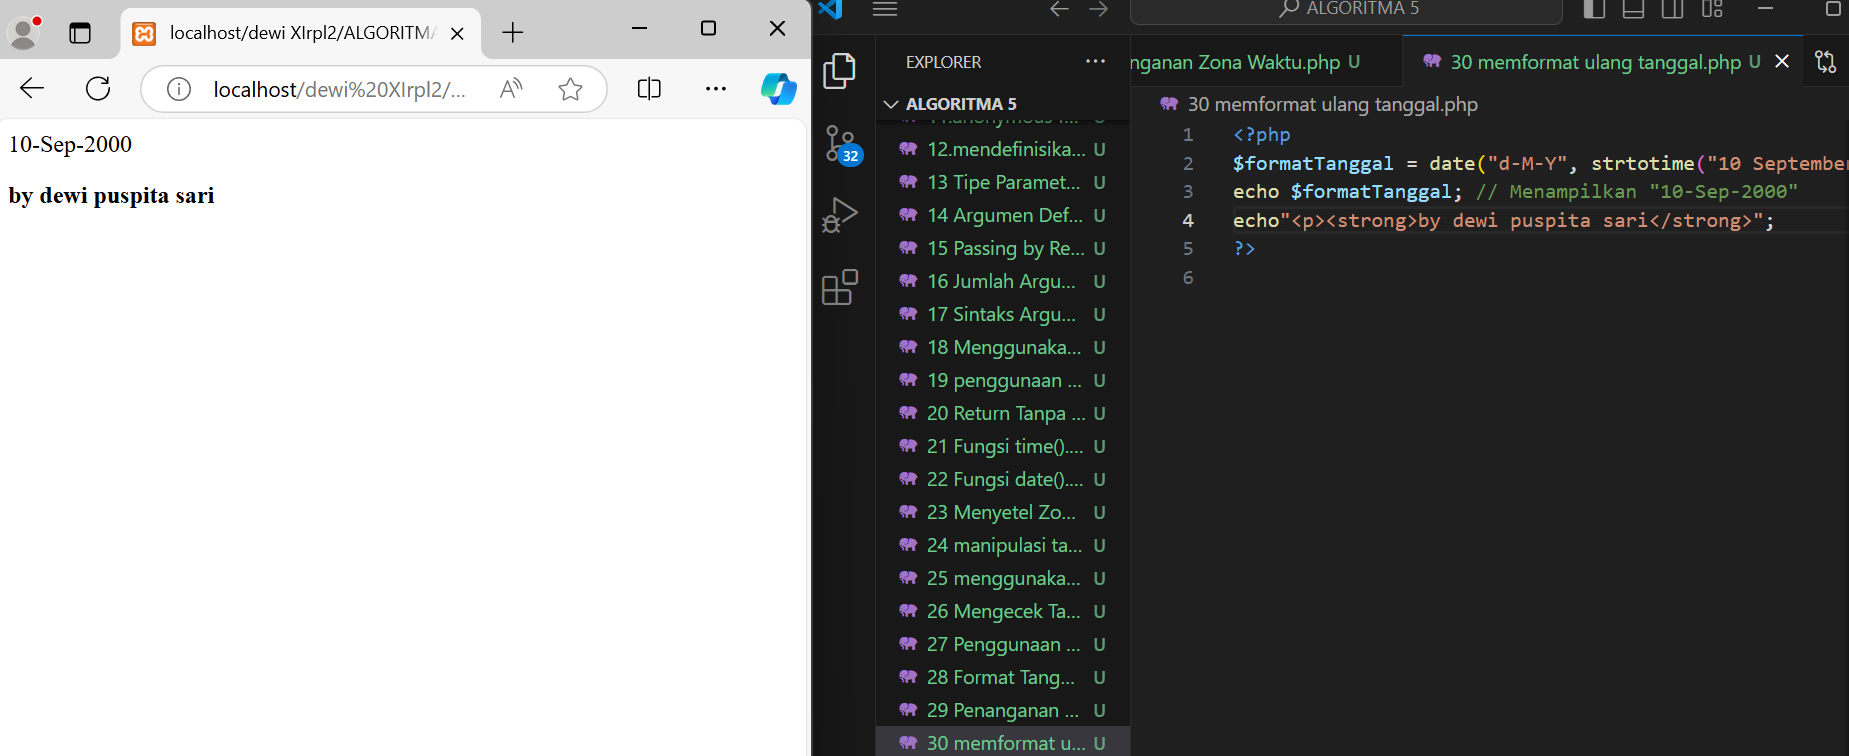 localhost/dewi XIrpl2/ALGORITMA
localhost/dewi%20XIrpl2/...
10-Sep-2000
by dewi puspita sari
ALGORITMA 5
EXPLORER
ALGORITMA 5
32
12.mendefinisika... U
13 Tipe Paramet... U
14 Argumen Def... U
15 Passing by Re... U
16 Jumlah Argu... U
17 Sintaks Argu... U
18 Menggunaka... U
19 penggunaan ... U
20 Return Tanpa ... U
21 Fungsi time().... U
22 Fungsi date().... U
23 Menyetel Zo... U
24 manipulasi ta... U
25 menggunaka... U
26 Mengecek Ta... U
27 Penggunaan ... U
28 Format Tang... U
29 Penanganan ... U
30 memformat u... U
nganan Zona Waktu.php U
30 memformat ulang tanggal.php U
30 memformat ulang tanggal.php
1 <?php
2 $formatTanggal = date("d-M-Y", strtotime("10 September
3 echo $formatTanggal; // Menampilkan "10-Sep-2000"
4 echo"<p><strong>by dewi puspita sari</strong>";
5 ?>
6